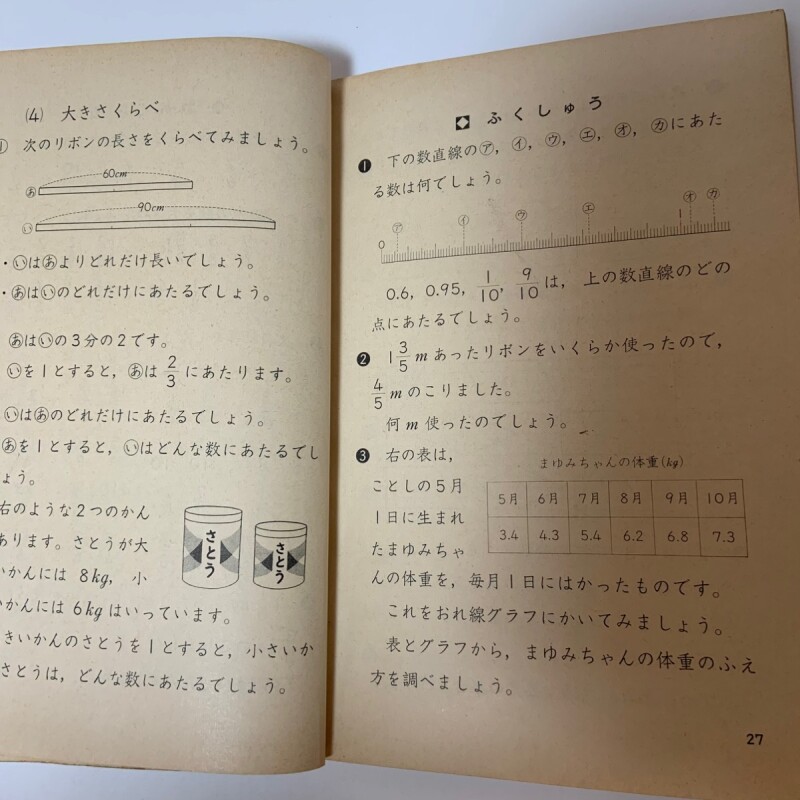 (4) 大きさくらべ
次のリボンの長さをくらべてみましょう。
60cm
あ
90cm
い
・いはあよりどれだけ長いでしょう。
・あはいのどれだけにあたるでしょう。
あはいの3分の2です。
いを1とすると，あは2/3にあたります。
いはあのどれだけにあたるでしょう。
あを1とすると，いはどんな数にあたるでし
ょう。
右のような2つのかん
あります。さとうが大
いかんには8kg，小
いかんには6kgはいっています。
きいかんのさとうを1とすると，小さいか
さとうは，どんな数にあたるでしょう。
さとう
さとう
ふくしゅう
❶ 下の数直線の㋐，㋑，㋒，㋓，㋔，㋕にあた
る数は何でしょう。
㋐ ㋑ ㋒ ㋓ ㋔ ㋕
0 1
0.6，0.95，1/10，9/10は，上の数直線のどの
点にあたるでしょう。
❷ 1 3/5 mあったリボンをいくらか使ったので，
4/5 mのこりました。
何m使ったのでしょう。
❸ 右の表は，
ことしの5月
1日に生まれ
たまゆみちゃ
んの体重を，毎月1日にはかったものです。
まゆみちゃんの体重(kg)
5月 6月 7月 8月 9月 10月
3.4 4.3 5.4 6.2 6.8 7.3
これをおれ線グラフにかいてみましょう。
表とグラフから，まゆみちゃんの体重のふえ
方を調べましょう。
27